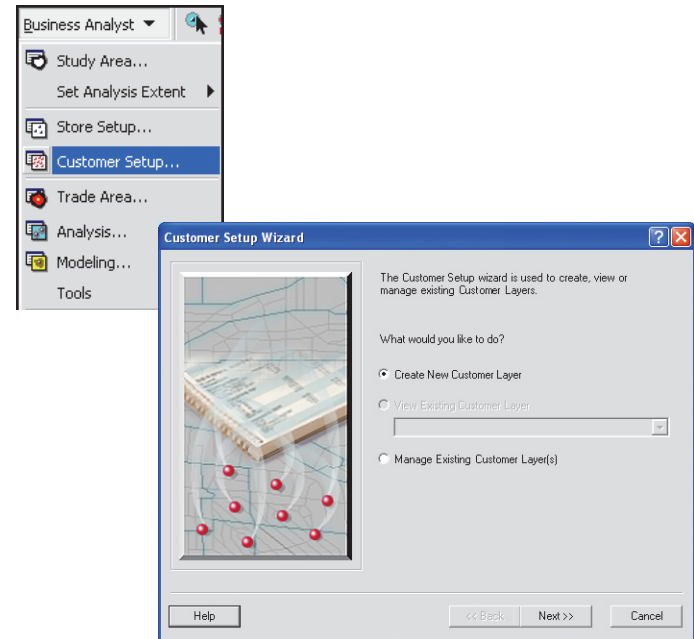 Business Analyst
Study Area...
Set Analysis Extent
Store Setup...
Customer Setup...
Trade Area...
Analysis...
Modeling...
Tools
Customer Setup Wizard
The Customer Setup wizard is used to create, view or
manage existing Customer Layers.
What would you like to do?
Create New Customer Layer
View Existing Customer Layer
Manage Existing Customer Layer(s)
Help
<< Back
Next >>
Cancel